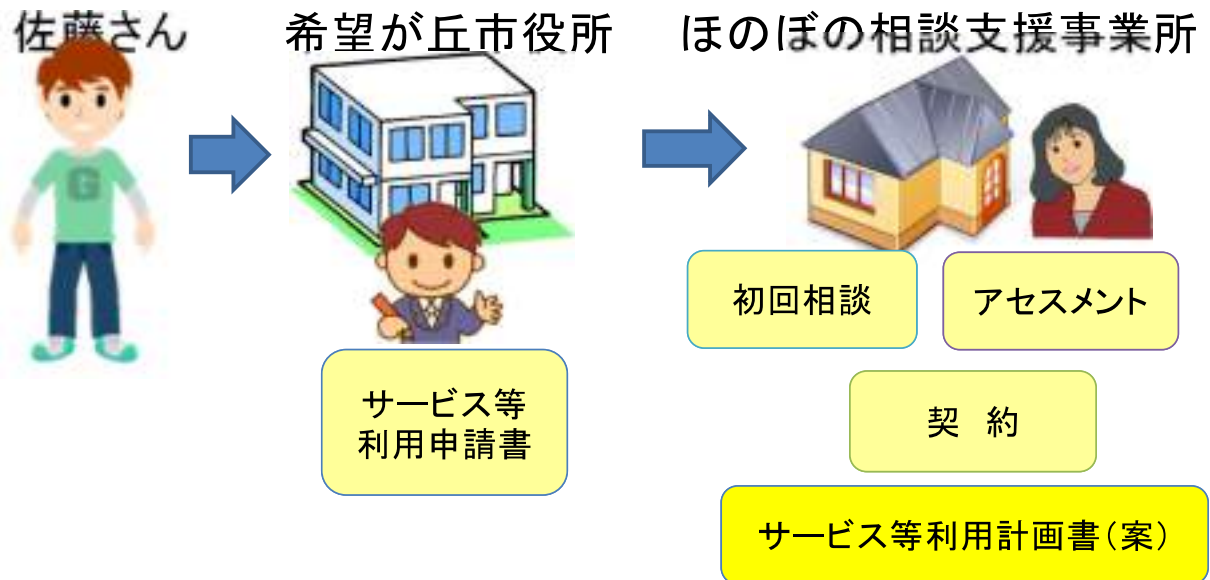 佐藤さん
希望が丘市役所
ほのぼの相談支援事業所
G
初回相談
アセスメント
サービス等
利用申請書
契 約
サービス等利用計画書(案)